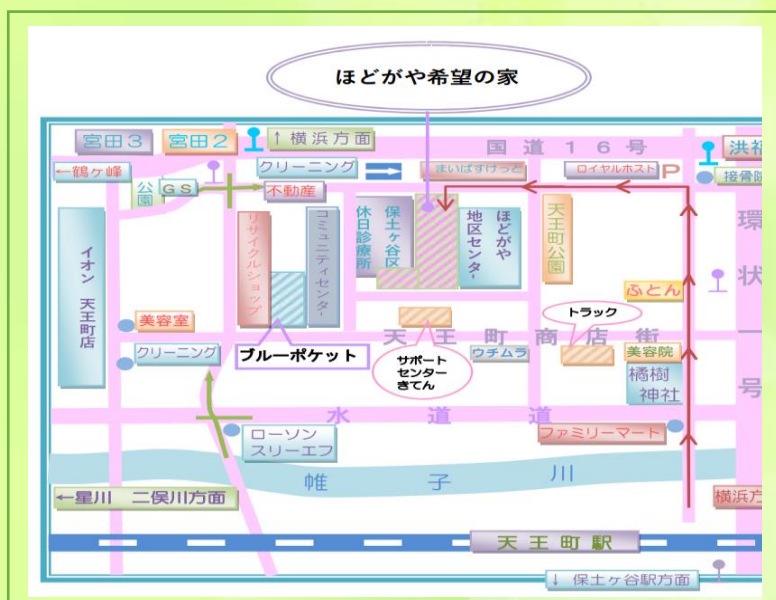 ほどがや希望の家
宮田3
宮田2
↑横浜方面
国道16号
洪福
←鶴ヶ峰
クリーニング
まいばすけっと
ロイヤルホスト
P
接骨院
公園
GS
不動産
リサイクルショップ
コミュニティセンター
保土ヶ谷区
休日診療所
ほどがや
地区センター
天王町公園
環状一号
イオン 天王町店
ふとん
トラック
美容室
天王町商店街
クリーニング
ブルーポケット
サポート
センター
きてん
ウチムラ
美容院
橘樹
神社
水道道
ローソン
スリーエフ
ファミリーマート
帷子川
←星川 二俣川方面
横浜方
天王町駅
↓ 保土ヶ谷駅方面